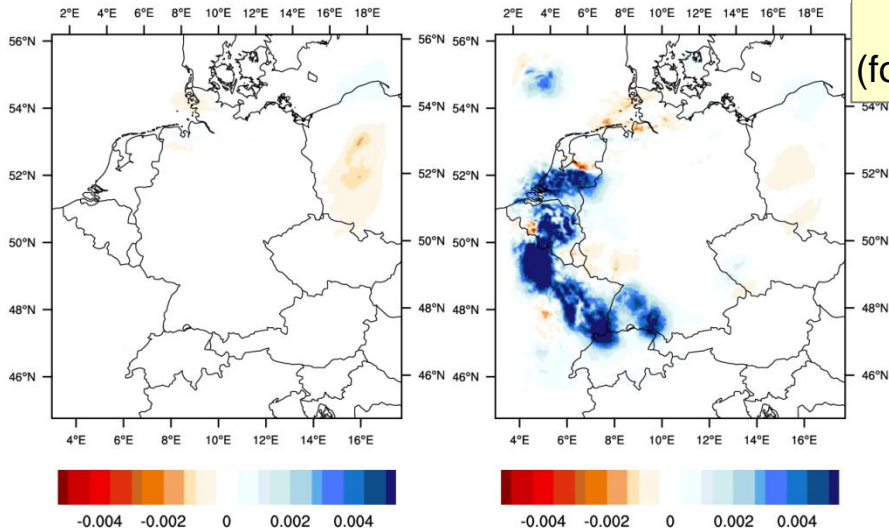 2°E 4°E 6°E 8°E 10°E 12°E 14°E 16°E
2°E 4°E 6°E 8°E 10°E 12°E 14°E 16°E
(fo
56°N 56°N 56°N 56°N
54°N 54°N 54°N 54°N
52°N 52°N 52°N 52°N
50°N 50°N 50°N 50°N
48°N 48°N 48°N 48°N
46°N 46°N 46°N 46°N
4°E 6°E 8°E 10°E 12°E 14°E 16°E
4°E 6°E 8°E 10°E 12°E 14°E 16°E
-0.004 -0.002 0 0.002 0.004
-0.004 -0.002 0 0.002 0.004